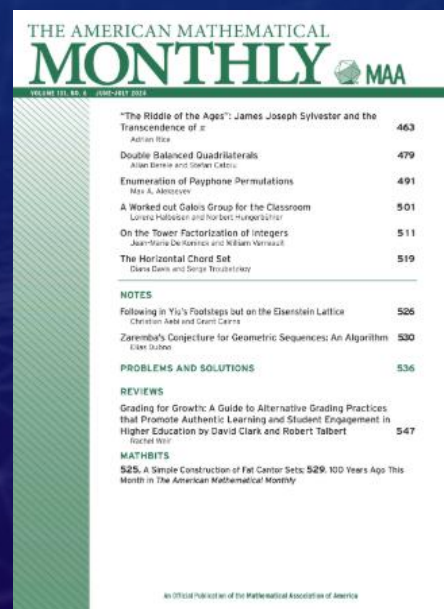 THE AMERICAN MATHEMATICAL
MONTHLY MAA
VOLUME 131, NO. 6 JUNE-JULY 2024
"The Riddle of the Ages": James Joseph Sylvester and the
Transcendence of π 463
Adrian Rice
Double Balanced Quadrilaterals 479
Allan Berele and Stefan Catoiu
Enumeration of Payphone Permutations 491
Max A. Alekseyev
A Worked out Galois Group for the Classroom 501
Lorenz Halbeisen and Norbert Hungerbühler
On the Tower Factorization of Integers 511
Jean-Marie De Koninck and William Verreault
The Horizontal Chord Set 519
Diana Davis and Serge Troubetzkoy
NOTES
Following in Yiu's Footsteps but on the Eisenstein Lattice 526
Christian Aebi and Grant Cairns
Zaremba's Conjecture for Geometric Sequences: An Algorithm 530
Elias Dubno
PROBLEMS AND SOLUTIONS 536
REVIEWS
Grading for Growth: A Guide to Alternative Grading Practices
that Promote Authentic Learning and Student Engagement in
Higher Education by David Clark and Robert Talbert 547
Rachel Weir
MATHBITS
525, A Simple Construction of Fat Cantor Sets; 529, 100 Years Ago This
Month in The American Mathematical Monthly
An Official Publication of the Mathematical Association of America